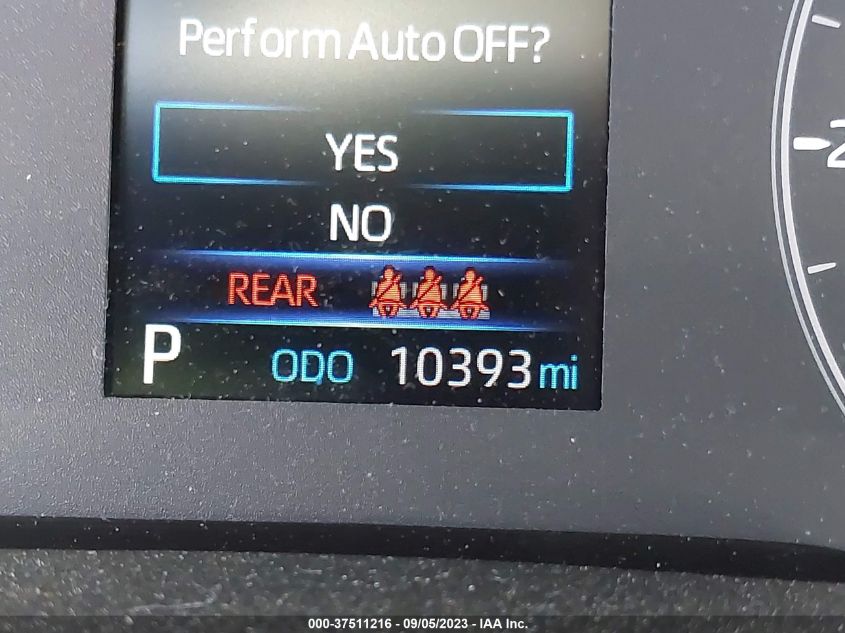 Perform Auto OFF?
YES
NO
REAR
P ODO 10393 mi
000-37511216 - 09/05/2023 - IAA Inc.